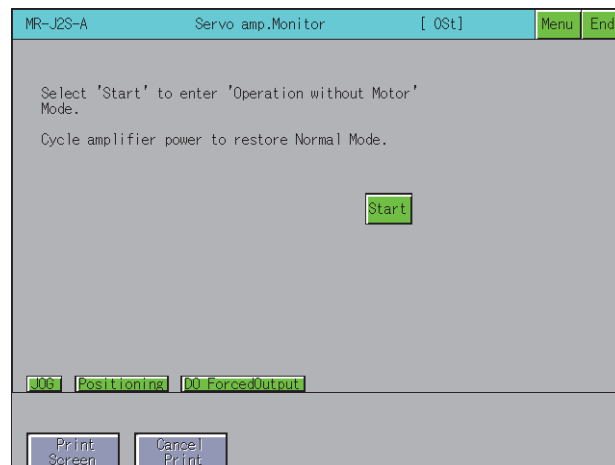 MR-J2S-A Servo amp.Monitor [ OSt] Menu End
Select 'Start' to enter 'Operation without Motor'
Mode.
Cycle amplifier power to restore Normal Mode.
Start
JOG Positioning DO ForcedOutput
Print Screen
Cancel Print